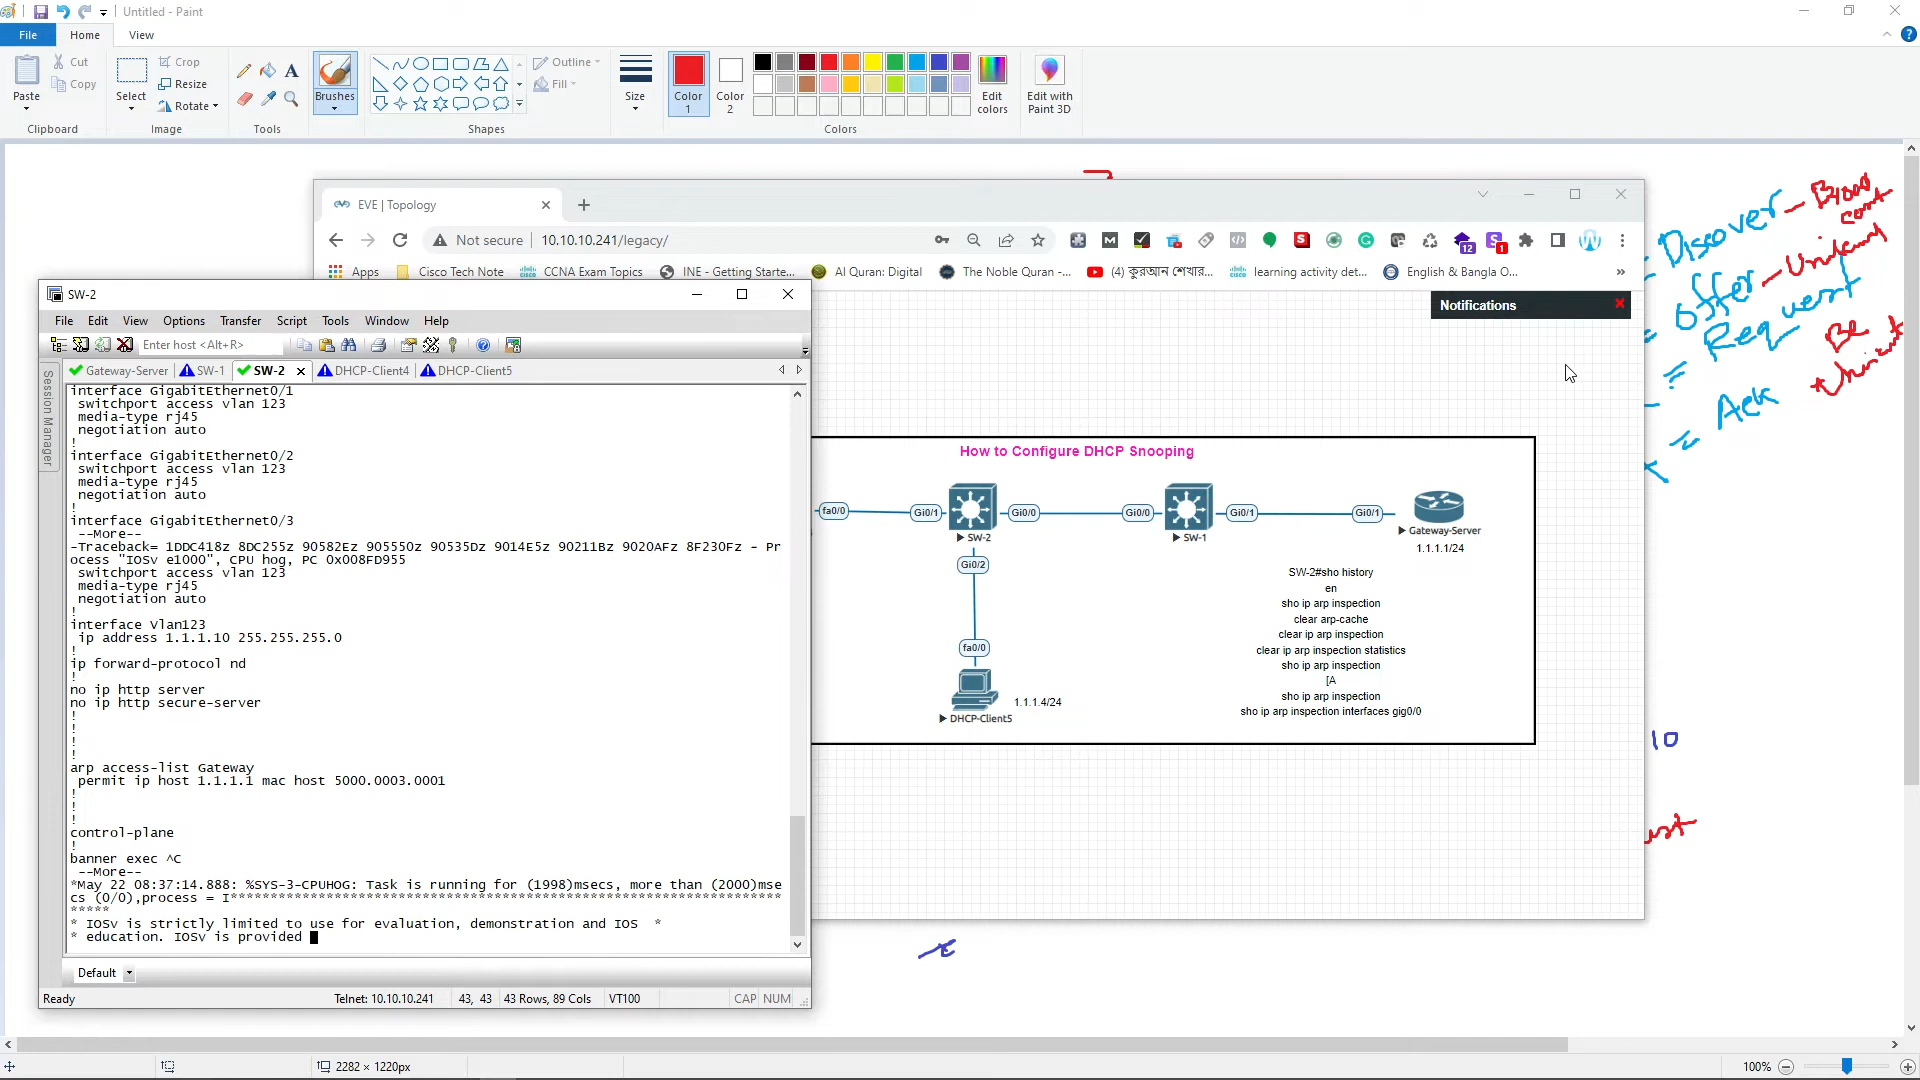 Untitled - Paint
File
Home
View
Paste
Cut
Copy
Clipboard
Select
Crop
Resize
Rotate
Image
Tools
Brushes
Outline
Fill
Shapes
Size
Color 1
Color 2
Edit colors
Colors
Edit with Paint 3D
EVE | Topology
Not secure
10.10.10.241/legacy/
12
1
Apps
Cisco Tech Note
CCNA Exam Topics
INE - Getting Starte...
Al Quran: Digital
The Noble Quran -...
(4) কুরআন শেখার...
learning activity det...
English & Bangla O...
»
Notifications
Discover
Offer
Request
Ack
10
SW-2
File Edit View Options Transfer Script Tools Window Help
Enter host <Alt+R>
Session Manager
Gateway-Server
SW-1
SW-2
DHCP-Client4
DHCP-Client5
interface GigabitEthernet0/1
switchport access vlan 123
media-type rj45
negotiation auto
!
interface GigabitEthernet0/2
switchport access vlan 123
media-type rj45
negotiation auto
!
interface GigabitEthernet0/3
--More--
-Traceback= 1DDC418z 8DC255z 90582Ez 905550z 90535Dz 9014E5z 90211Bz 9020AFz 8F230Fz - Pr
ocess "IOSv e1000", CPU hog, PC 0x008FD955
switchport access vlan 123
media-type rj45
negotiation auto
!
interface Vlan123
ip address 1.1.1.10 255.255.255.0
!
ip forward-protocol nd
!
no ip http server
no ip http secure-server
!
!
!
!
arp access-list Gateway
permit ip host 1.1.1.1 mac host 5000.0003.0001
!
!
!
control-plane
!
banner exec ^C
--More--
*May 22 08:37:14.888: %SYS-3-CPUHOG: Task is running for (1998)msecs, more than (2000)mse
cs (0/0),process = I**********************************************************************
*****
* IOSv is strictly limited to use for evaluation, demonstration and IOS *
* education. IOSv is provided
Default
Ready
Telnet: 10.10.10.241
43, 43
43 Rows, 89 Cols
VT100
CAP
NUM
How to Configure DHCP Snooping
fa0/0
Gi0/1
Gi0/0
Gi0/0
Gi0/1
Gi0/1
SW-2
SW-1
Gateway-Server
1.1.1.1/24
Gi0/2
fa0/0
1.1.1.4/24
DHCP-Client5
SW-2#sho history
en
sho ip arp inspection
clear arp-cache
clear ip arp inspection
clear ip arp inspection statistics
sho ip arp inspection
[A
sho ip arp inspection
sho ip arp inspection interfaces gig0/0
2282 × 1220px
100%